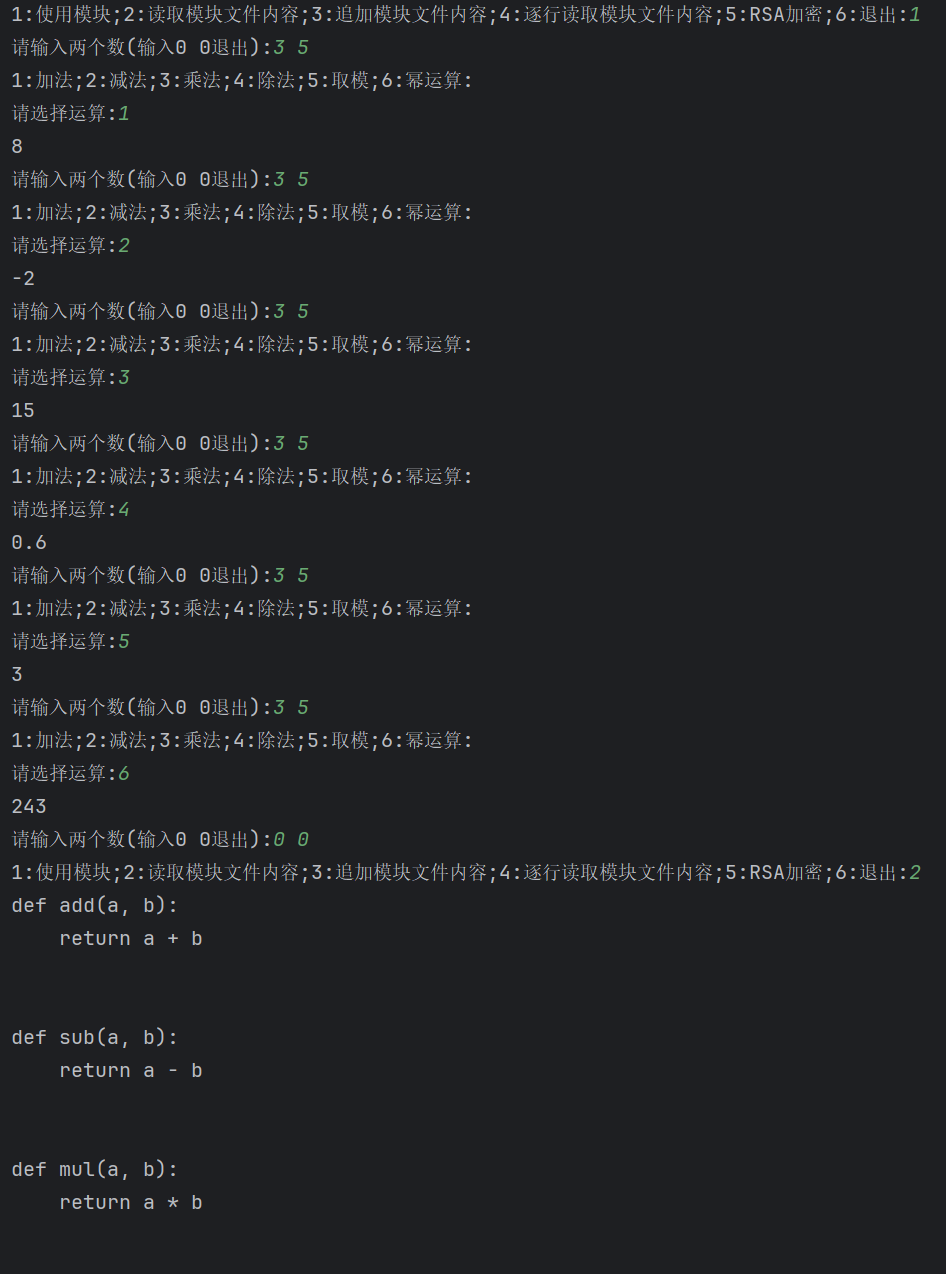 1:使用模块;2:读取模块文件内容;3:追加模块文件内容;4:逐行读取模块文件内容;5:RSA加密;6:退出:1
请输入两个数(输入0 0退出):3 5
1:加法;2:减法;3:乘法;4:除法;5:取模;6:幂运算:
请选择运算:1
8
请输入两个数(输入0 0退出):3 5
1:加法;2:减法;3:乘法;4:除法;5:取模;6:幂运算:
请选择运算:2
-2
请输入两个数(输入0 0退出):3 5
1:加法;2:减法;3:乘法;4:除法;5:取模;6:幂运算:
请选择运算:3
15
请输入两个数(输入0 0退出):3 5
1:加法;2:减法;3:乘法;4:除法;5:取模;6:幂运算:
请选择运算:4
0.6
请输入两个数(输入0 0退出):3 5
1:加法;2:减法;3:乘法;4:除法;5:取模;6:幂运算:
请选择运算:5
3
请输入两个数(输入0 0退出):3 5
1:加法;2:减法;3:乘法;4:除法;5:取模;6:幂运算:
请选择运算:6
243
请输入两个数(输入0 0退出):0 0
1:使用模块;2:读取模块文件内容;3:追加模块文件内容;4:逐行读取模块文件内容;5:RSA加密;6:退出:2
def add(a, b):
    return a + b
def sub(a, b):
    return a - b
def mul(a, b):
    return a * b